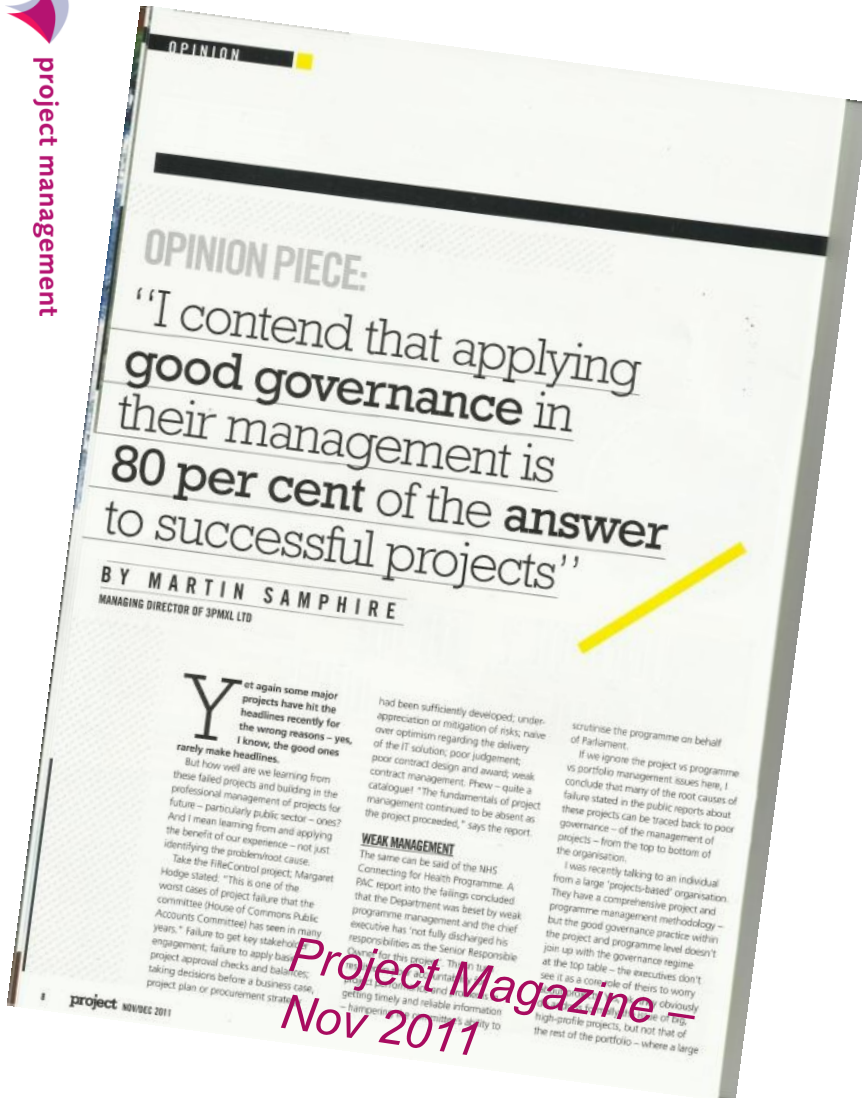 project management
OPINION
OPINION PIECE:
“I contend that applying
good governance in
their management is
80 per cent of the answer
to successful projects”
BY MARTIN SAMPHIRE
MANAGING DIRECTOR OF 3PMXL LTD
Yet again some major
projects have hit the
headlines recently for
the wrong reasons – yes,
I know, the good ones
rarely make headlines.
But how well are we learning from
these failed projects and building in the
professional management of projects for
future – particularly public sector – ones?
And I mean learning from and applying
the benefit of our experience – not just
identifying the problem/root cause.
Take the FiReControl project; Margaret
Hodge stated: “This is one of the
worst cases of project failure that the
committee (House of Commons Public
Accounts Committee) has seen in many
years.” Failure to get key stakeholder
engagement; failure to apply basic
project approval checks and balances;
taking decisions before a business case,
project plan or procurement
had been sufficiently developed; under-
appreciation or mitigation of risks; naive
over optimism regarding the delivery
of the IT solution; poor judgement;
poor contract design and award; weak
contract management. Phew – quite a
catalogue! “The fundamentals of project
management continued to be absent as
the project proceeded,” says the report.
WEAK MANAGEMENT
The same can be said of the NHS
Connecting for Health Programme. A
PAC report into the failings concluded
that the Department was beset by weak
programme management and the chief
executive has ‘not fully discharged his
responsibilities as the Senior Responsible
Owner for this project.
getting timely and reliable information
– hampering the committee’s ability to
scrutinise the programme on behalf
of Parliament.
If we ignore the project vs programme
vs portfolio management issues here, I
conclude that many of the root causes of
failure stated in the public reports about
these projects can be traced back to poor
governance – of the management of
projects – from the top to bottom of
the organisation.
I was recently talking to an individual
from a large ‘projects-based’ organisation.
They have a comprehensive project and
programme management methodology –
but the good governance practice within
the project and programme level doesn’t
join up with the governance regime
at the top table – the executives don’t
see it as a core role of theirs to worry
obviously
of big,
high-profile projects, but not that of
the rest of the portfolio – where a large
8 project NOV/DEC 2011
Project Magazine –
Nov 2011